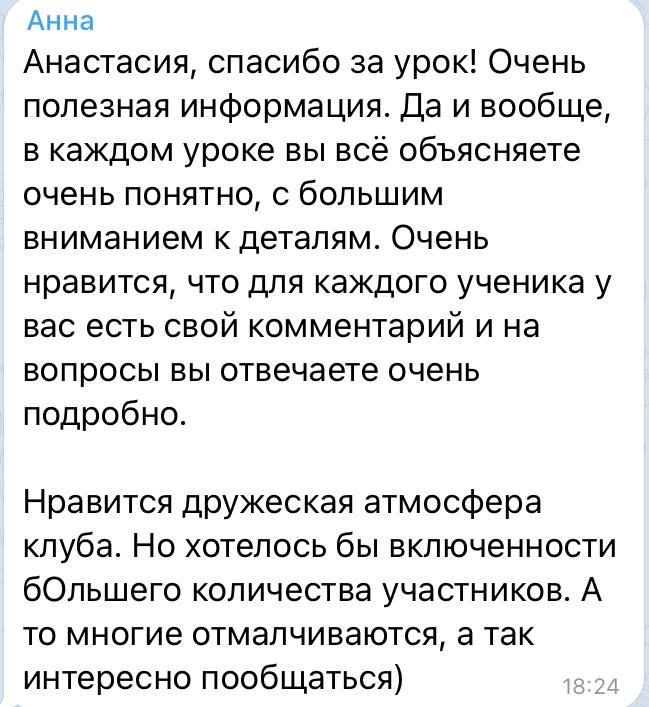 Анна
Анастасия, спасибо за урок! Очень
полезная информация. Да и вообще,
в каждом уроке вы всё объясняете
очень понятно, с большим
вниманием к деталям. Очень
нравится, что для каждого ученика у
вас есть свой комментарий и на
вопросы вы отвечаете очень
подробно.

Нравится дружеская атмосфера
клуба. Но хотелось бы включенности
бОльшего количества участников. А
то многие отмалчиваются, а так
интересно пообщаться)
18:24